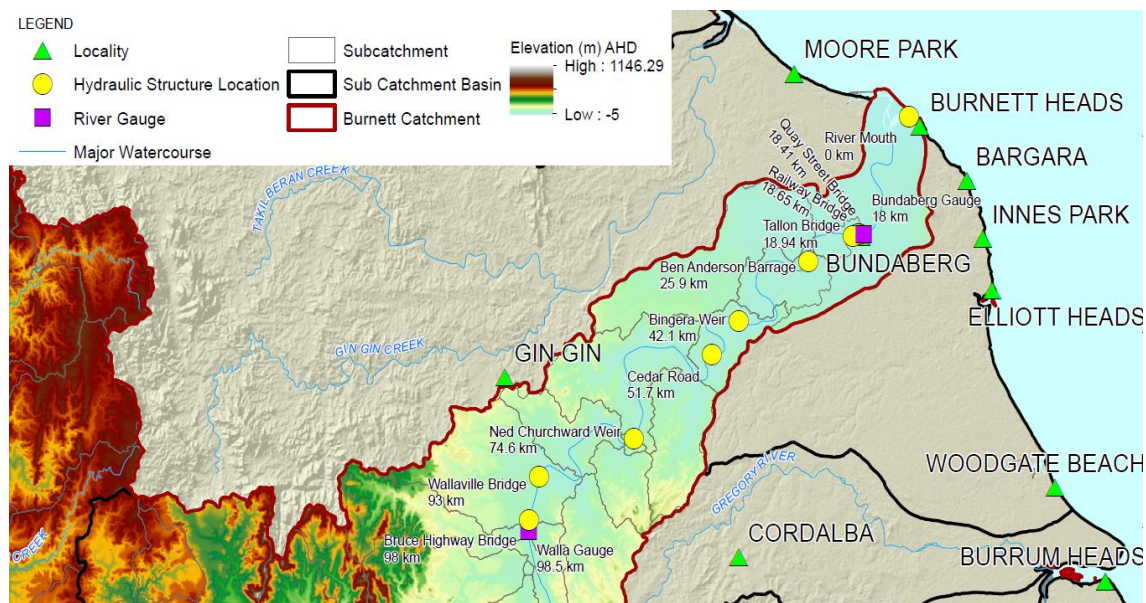 LEGEND
Locality
Hydraulic Structure Location
River Gauge
Major Watercourse
Subcatchment
Sub Catchment Basin
Burnett Catchment
Elevation (m) AHD
High : 1146.29
Low : -5
MOORE PARK
BURNETT HEADS
River Mouth
0 km
BARGARA
Quay Street Bridge
18.41 km
Railway Bridge
18.65 km
Bundaberg Gauge
18 km
INNES PARK
Tallon Bridge
18.94 km
TAKILBERAN CREEK
Ben Anderson Barrage
25.9 km
BUNDABERG
ELLIOTT HEADS
Bingera Weir
42.1 km
GIN GIN CREEK
GIN GIN
Cedar Road
51.7 km
Ned Churchward Weir
74.6 km
WOODGATE BEACH
GREGORY RIVER
Wallaville Bridge
93 km
CORDALBA
Bruce Highway Bridge
98 km
Walla Gauge
98.5 km
CREEK
BURRUM HEADS